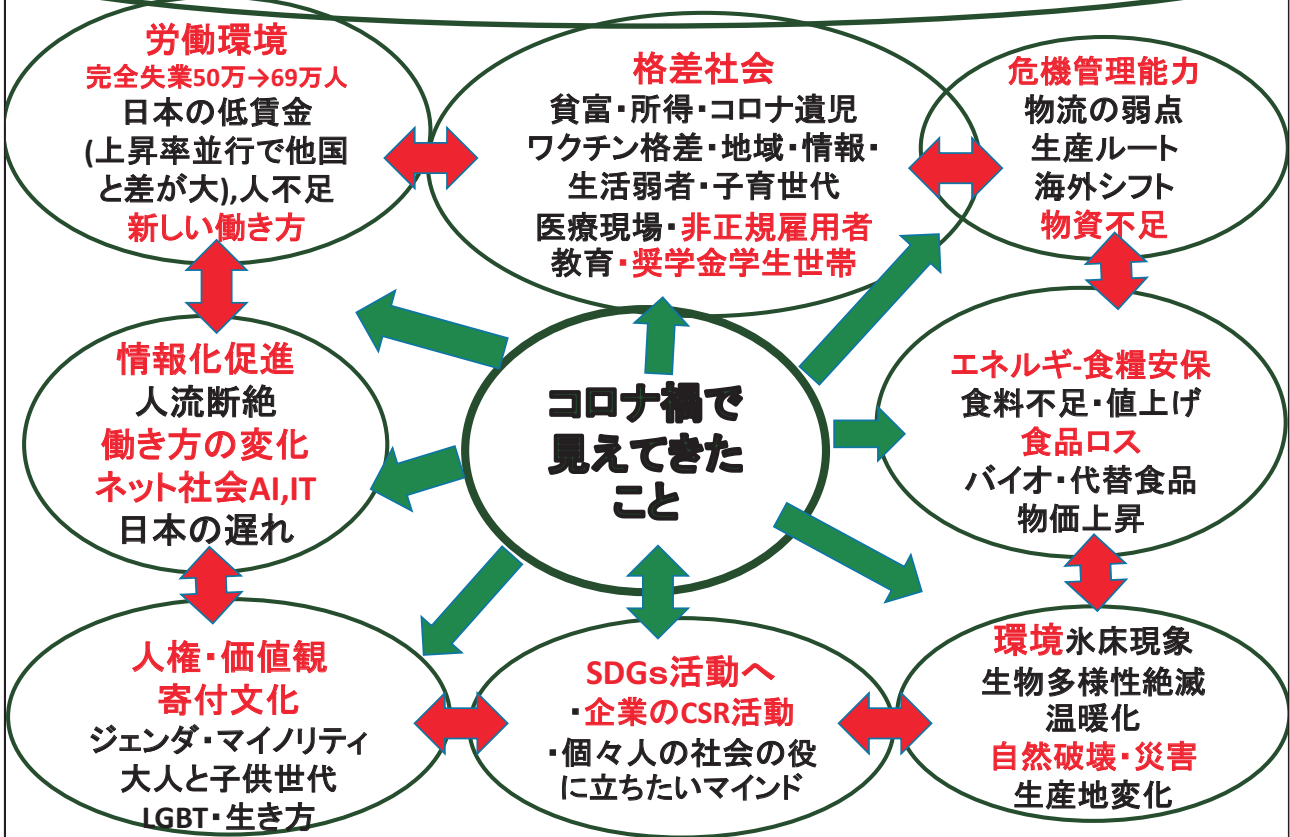 労働環境
完全失業50万→69万人
日本の低賃金
(上昇率並行で他国
と差が大),人不足
新しい働き方
格差社会
貧富・所得・コロナ遺児
ワクチン格差・地域・情報・
生活弱者・子育世代
医療現場・非正規雇用者
教育・奨学金学生世帯
危機管理能力
物流の弱点
生産ルート
海外シフト
物資不足
情報化促進
人流断絶
働き方の変化
ネット社会AI,IT
日本の遅れ
コロナ禍で
見えてきた
こと
エネルギ-食糧安保
食料不足・値上げ
食品ロス
バイオ・代替食品
物価上昇
人権・価値観
寄付文化
ジェンダ・マイノリティ
大人と子供世代
LGBT・生き方
SDGs活動へ
・企業のCSR活動
・個々人の社会の役
に立ちたいマインド
環境氷床現象
生物多様性絶滅
温暖化
自然破壊・災害
生産地変化